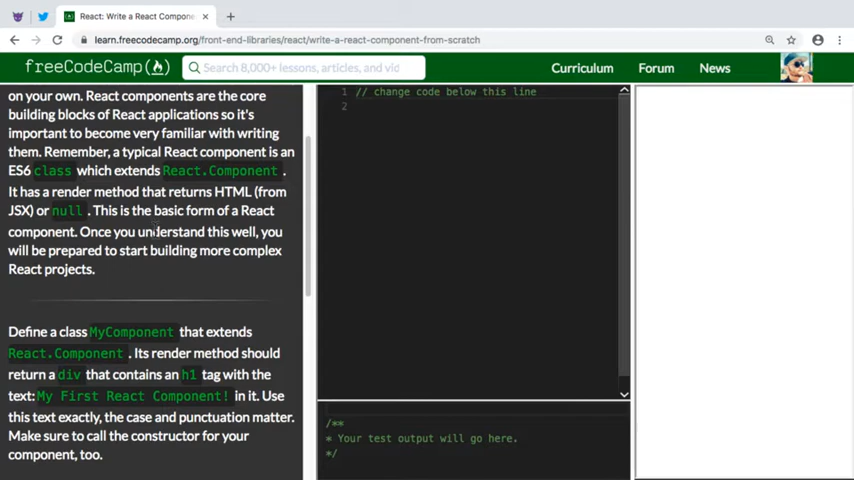 React: Write a React Compone
learn.freecodecamp.org/front-end-libraries/react/write-a-react-component-from-scratch
freeCodeCamp
Search 8,000+ lessons, articles, and vid
Curriculum
Forum
News
on your own. React components are the core
building blocks of React applications so it's
important to become very familiar with writing
them. Remember, a typical React component is an
ES6 class which extends React.Component .
It has a render method that returns HTML (from
JSX) or null . This is the basic form of a React
component. Once you understand this well, you
will be prepared to start building more complex
React projects.
Define a class MyComponent that extends
React.Component . Its render method should
return a div that contains an h1 tag with the
text: My First React Component! in it. Use
this text exactly, the case and punctuation matter.
Make sure to call the constructor for your
component, too.
1 // change code below this line
2
/**
* Your test output will go here.
*/